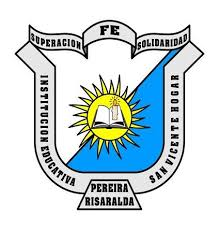 SUPERACION FE SOLIDARIDAD
INSTITUCION EDUCATIVA
SAN VICENTE HOGAR
PEREIRA
RISARALDA